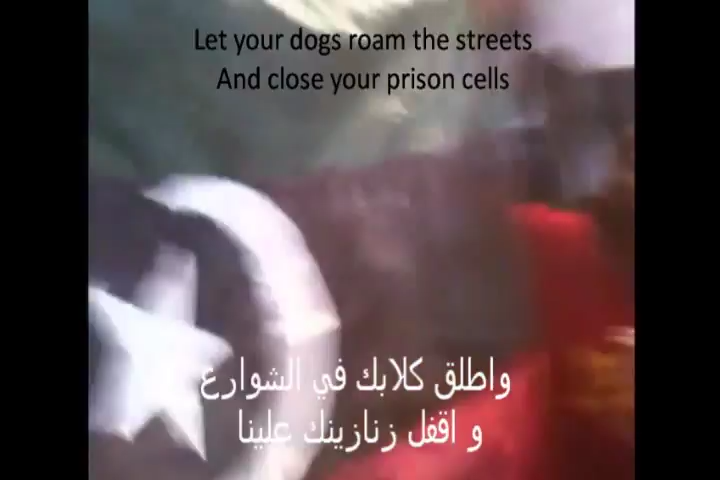 Let your dogs roam the streets
And close your prison cells
واطلق كلابك في الشوارع
و اقفل زنازينك علينا